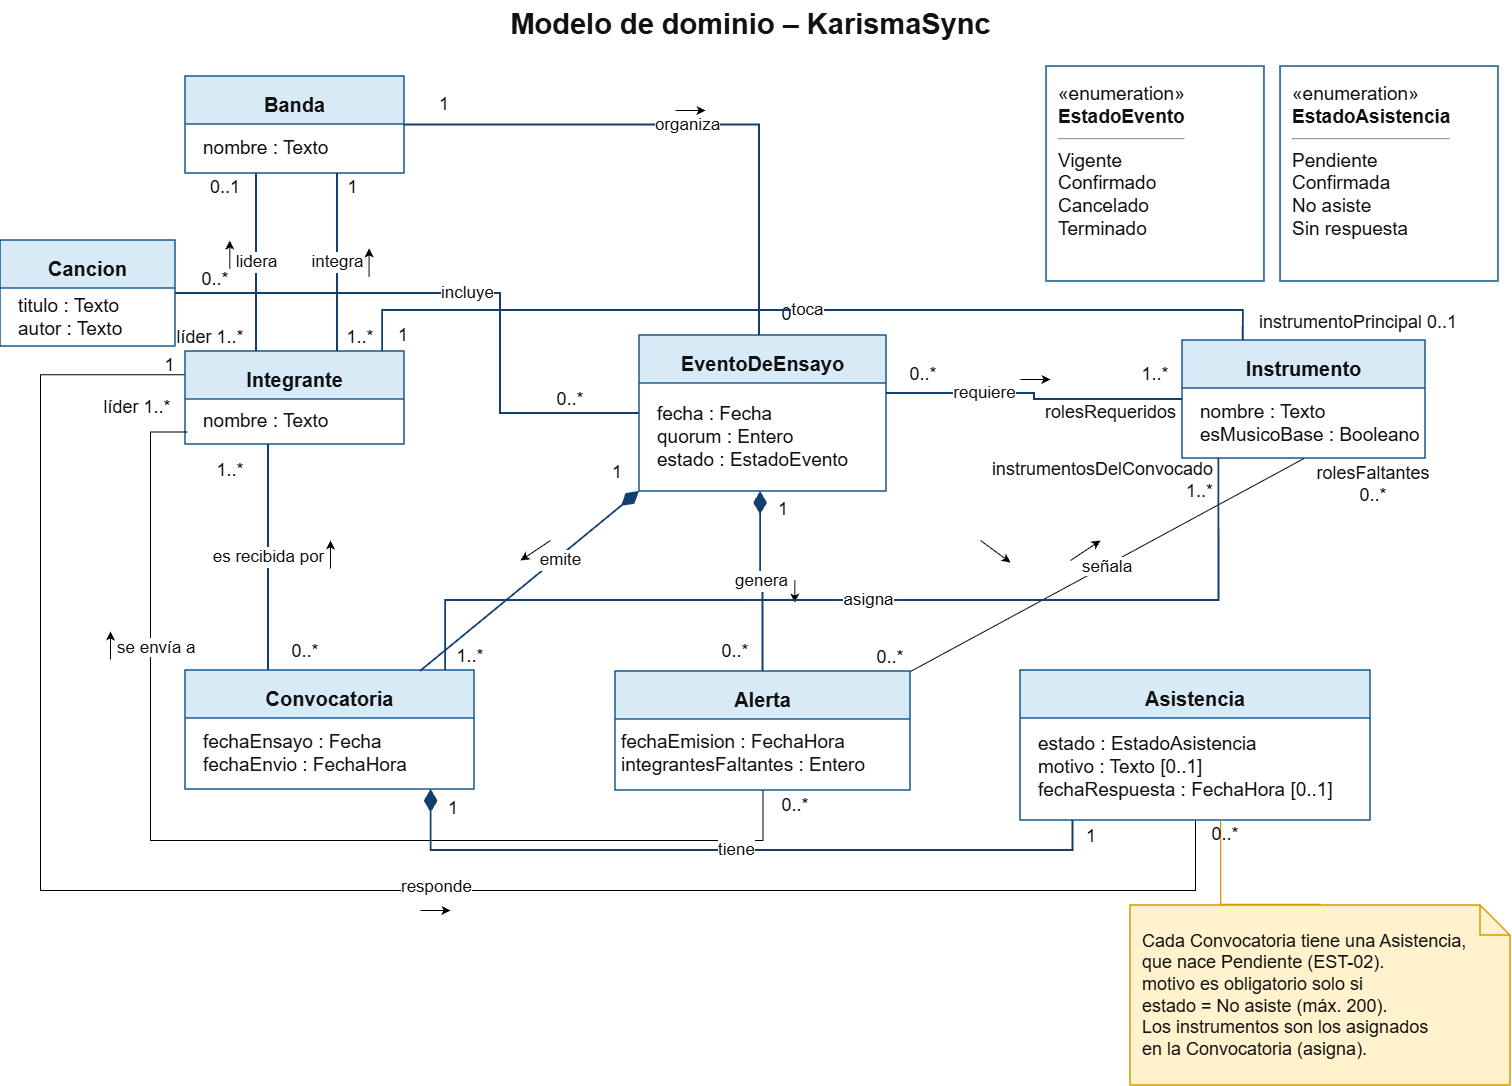 Modelo de dominio – KarismaSync
Banda
nombre : Texto
1
organiza
«enumeration»
EstadoEvento
Vigente
Confirmado
Cancelado
Terminado
«enumeration»
EstadoAsistencia
Pendiente
Confirmada
No asiste
Sin respuesta
0..1
1
lidera
integra
Cancion
titulo : Texto
autor : Texto
0..*
incluye
0..*
líder 1..*
1..*
1
toca
0
instrumentoPrincipal 0..1
1
líder 1..*
Integrante
nombre : Texto
EventoDeEnsayo
fecha : Fecha
quorum : Entero
estado : EstadoEvento
0..*
requiere
1..*
rolesRequeridos
Instrumento
nombre : Texto
esMusicoBase : Booleano
1..*
es recibida por
0..*
1
emite
1
genera
0..*
instrumentosDelConvocado
1..*
asigna
1..*
rolesFaltantes
0..*
señala
0..*
se envía a
Convocatoria
fechaEnsayo : Fecha
fechaEnvio : FechaHora
Alerta
fechaEmision : FechaHora
integrantesFaltantes : Entero
Asistencia
estado : EstadoAsistencia
motivo : Texto [0..1]
fechaRespuesta : FechaHora [0..1]
1
0..*
tiene
1
0..*
responde
Cada Convocatoria tiene una Asistencia,
que nace Pendiente (EST-02).
motivo es obligatorio solo si
estado = No asiste (máx. 200).
Los instrumentos son los asignados
en la Convocatoria (asigna).